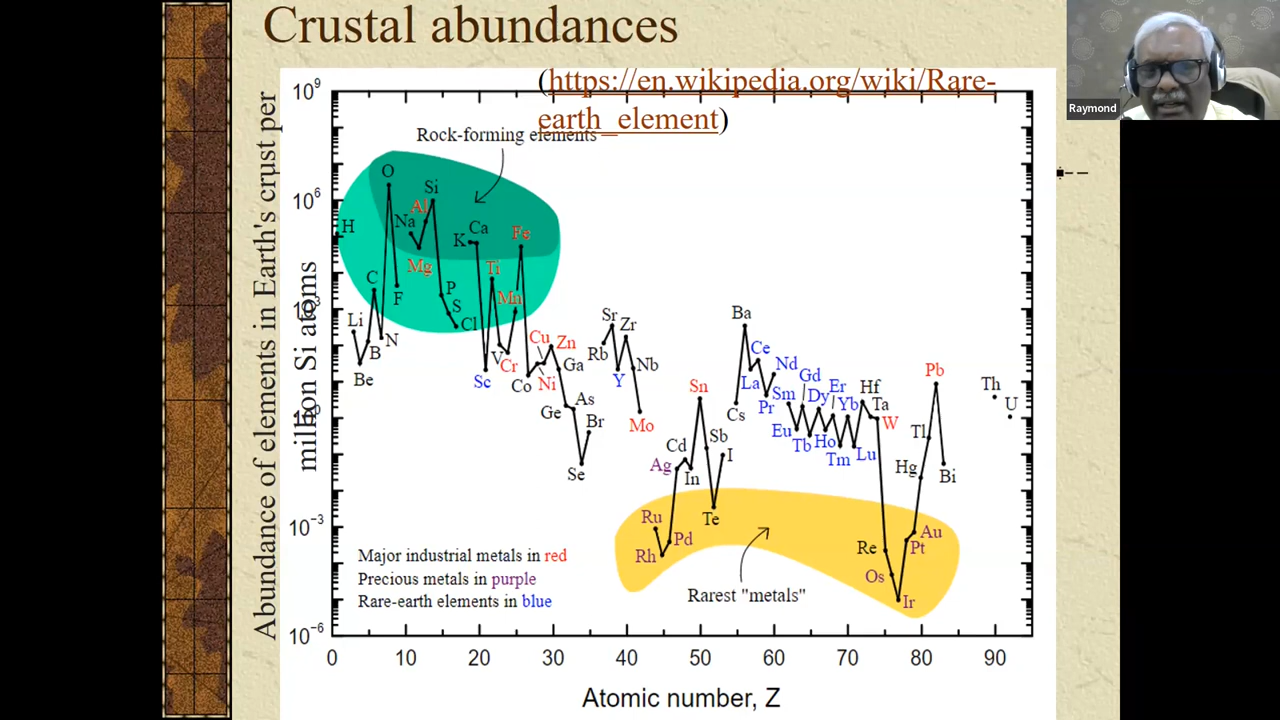 Crustal abundances
(https://en.wikipedia.org/wiki/Rare-
earth_element)
Raymond
Abundance of elements in Earth's crust per
million Si atoms
10⁹
10⁶
10³
10⁰
10⁻³
10⁻⁶
Rock-forming elements
H
Li
Be
B
C
N
O
F
Na
Mg
Al
Si
P
S
Cl
K
Ca
Sc
Ti
V
Cr
Mn
Fe
Co
Ni
Cu
Zn
Ga
Ge
As
Se
Br
Rb
Sr
Y
Zr
Nb
Mo
Ru
Rh
Pd
Ag
Cd
In
Sn
Sb
Te
I
Cs
Ba
La
Ce
Pr
Nd
Sm
Eu
Gd
Tb
Dy
Ho
Er
Tm
Yb
Lu
Hf
Ta
W
Re
Os
Ir
Pt
Au
Hg
Tl
Pb
Bi
Th
U
Major industrial metals in red
Precious metals in purple
Rare-earth elements in blue
Rarest "metals"
0 10 20 30 40 50 60 70 80 90
Atomic number, Z